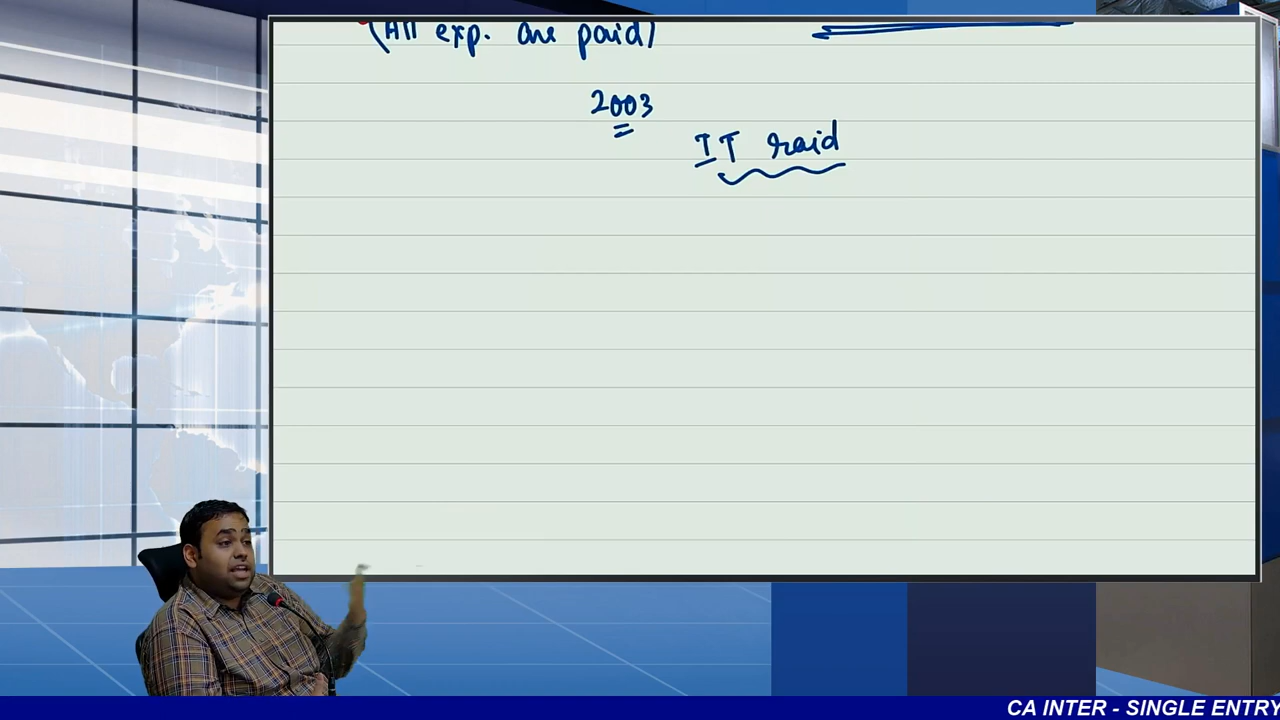 (All exp. are paid)
2003
IT raid
CA INTER - SINGLE ENTRY